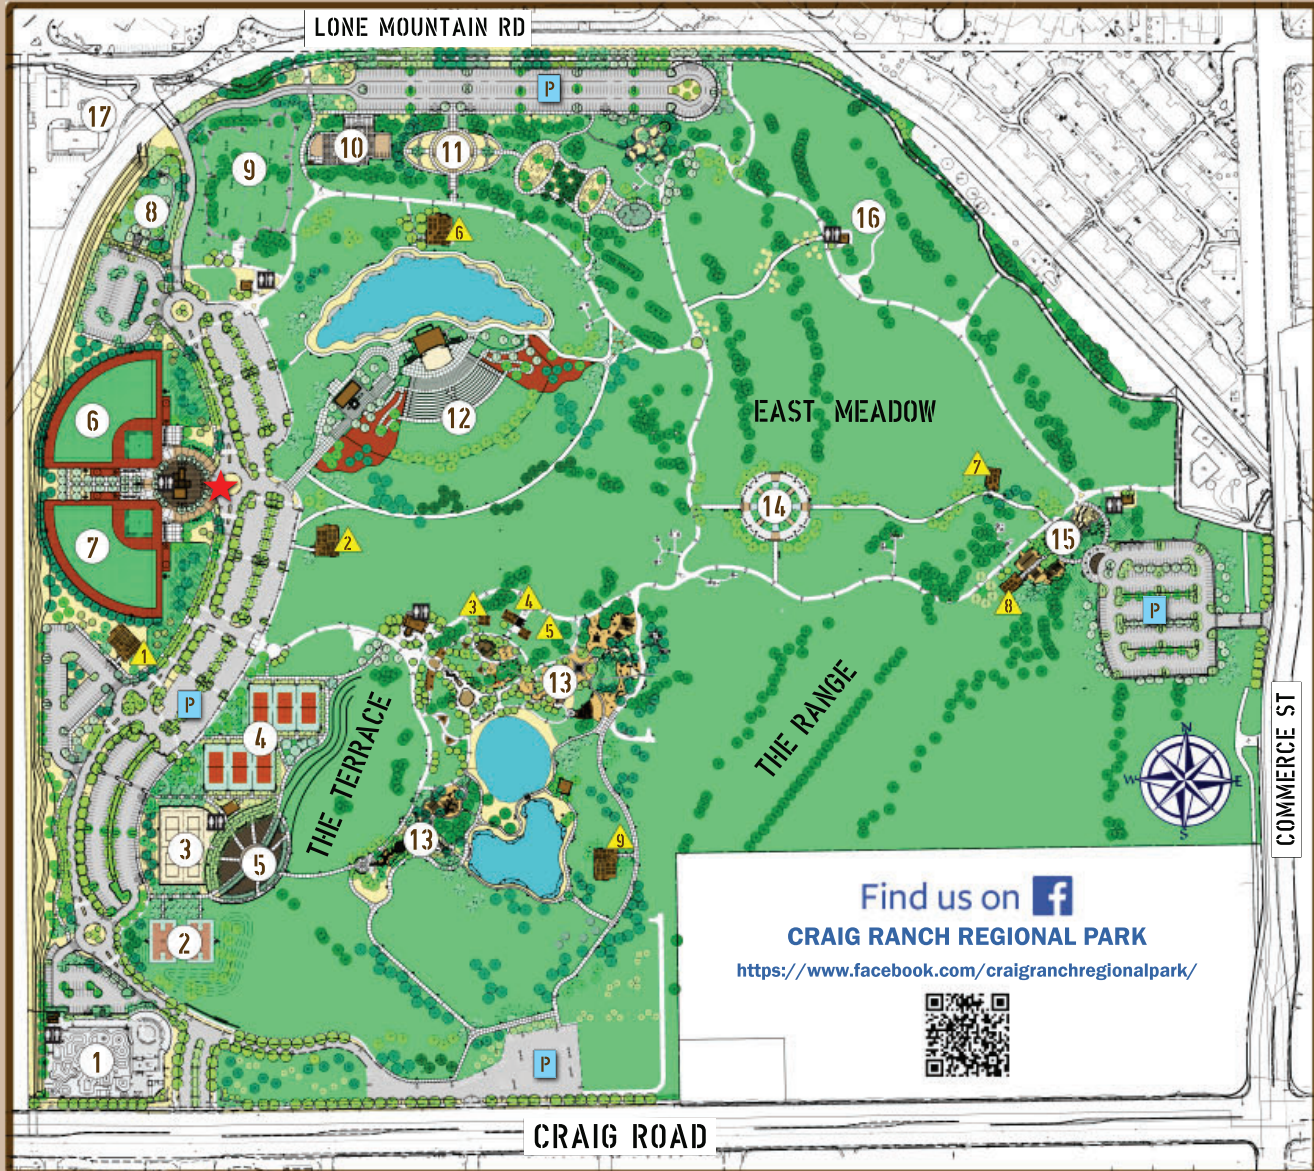 LONE MOUNTAIN RD
P
17
10
11
9
8
16
6
6
12
EAST MEADOW
7
14
7
2
15
3
4
8
5
P
1
13
P
4
THE TERRACE
THE RANGE
N
W
E
S
COMMERCE ST
3
5
13
9
2
Find us on f
CRAIG RANCH REGIONAL PARK
https://www.facebook.com/craigranchregionalpark/
1
P
CRAIG ROAD